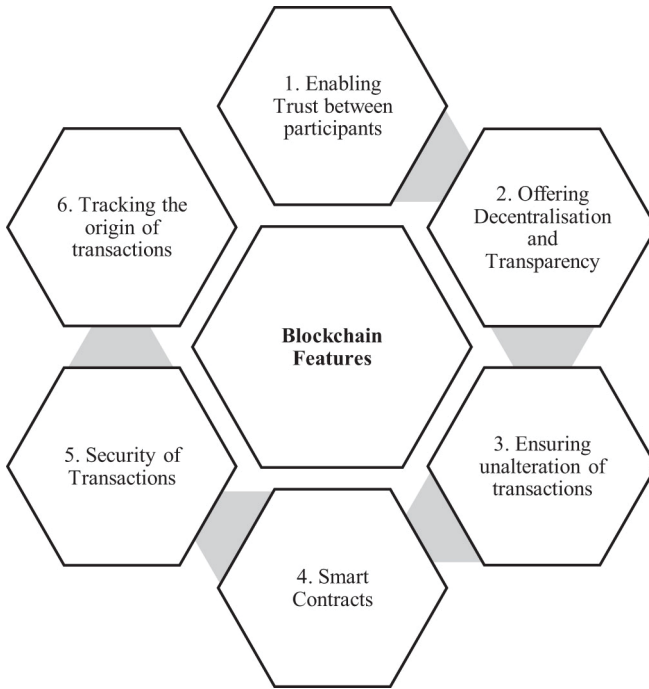 1. Enabling
Trust between
participants
2. Offering
Decentralisation
and
Transparency
3. Ensuring
unalteration of
transactions
4. Smart
Contracts
5. Security of
Transactions
6. Tracking the
origin of
transactions
Blockchain
Features